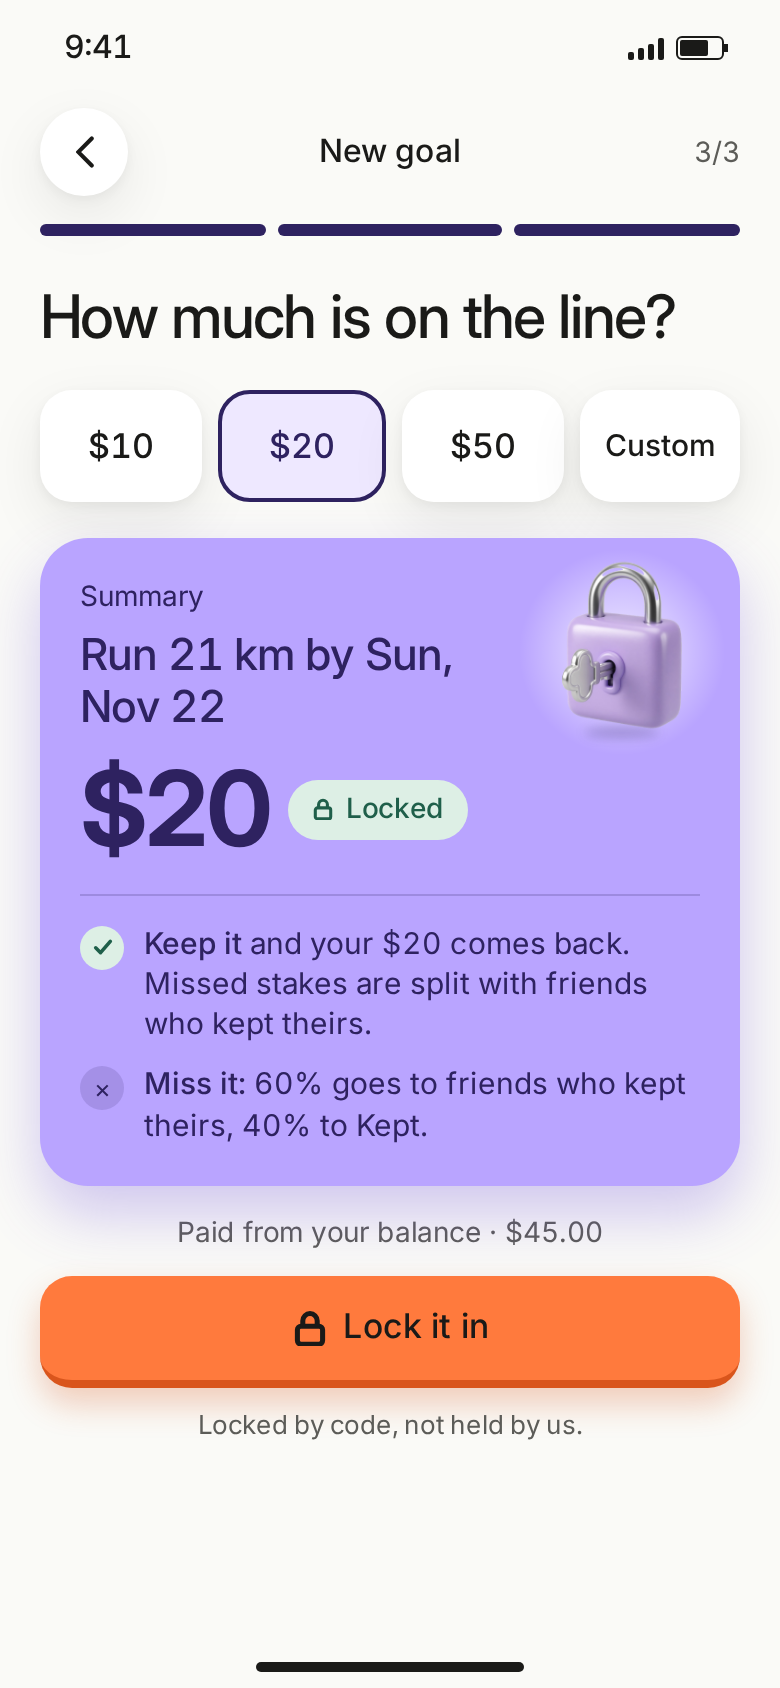 9:41
New goal
3/3
How much is on the line?
$10
$20
$50
Custom
Summary
Run 21 km by Sun,
Nov 22
$20
Locked
Keep it and your $20 comes back.
Missed stakes are split with friends
who kept theirs.
Miss it: 60% goes to friends who kept
theirs, 40% to Kept.
Paid from your balance · $45.00
Lock it in
Locked by code, not held by us.